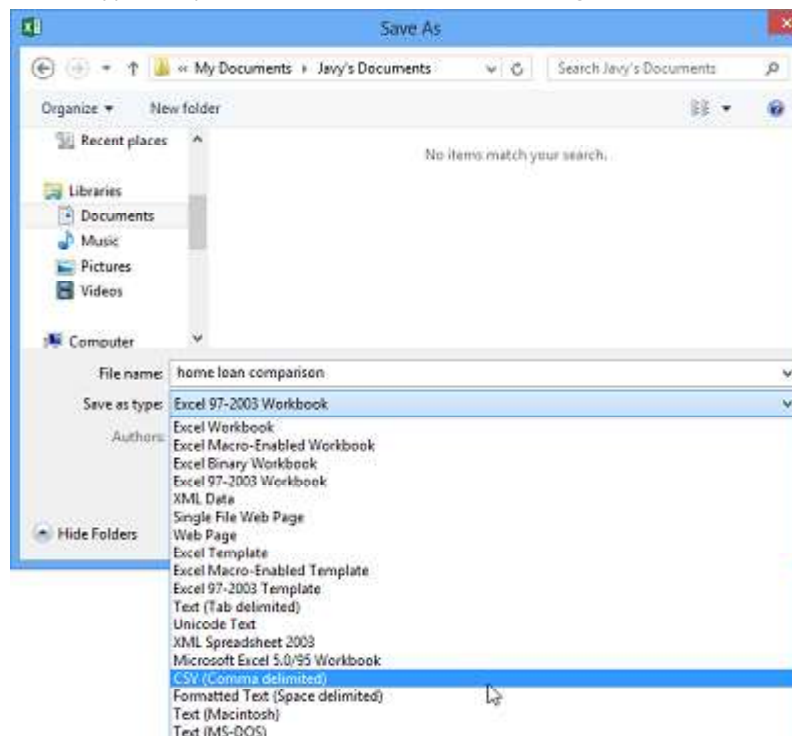 Save As
« My Documents › Javy's Documents
Search Javy's Documents
Organize
New folder
Recent places
No items match your search.
Libraries
Documents
Music
Pictures
Videos
Computer
File name: home loan comparison
Save as type: Excel 97-2003 Workbook
Authors:
Excel Workbook
Excel Macro-Enabled Workbook
Excel Binary Workbook
Excel 97-2003 Workbook
XML Data
Single File Web Page
Hide Folders
Web Page
Excel Template
Excel Macro-Enabled Template
Excel 97-2003 Template
Text (Tab delimited)
Unicode Text
XML Spreadsheet 2003
Microsoft Excel 5.0/95 Workbook
CSV (Comma delimited)
Formatted Text (Space delimited)
Text (Macintosh)
Text (MS-DOS)